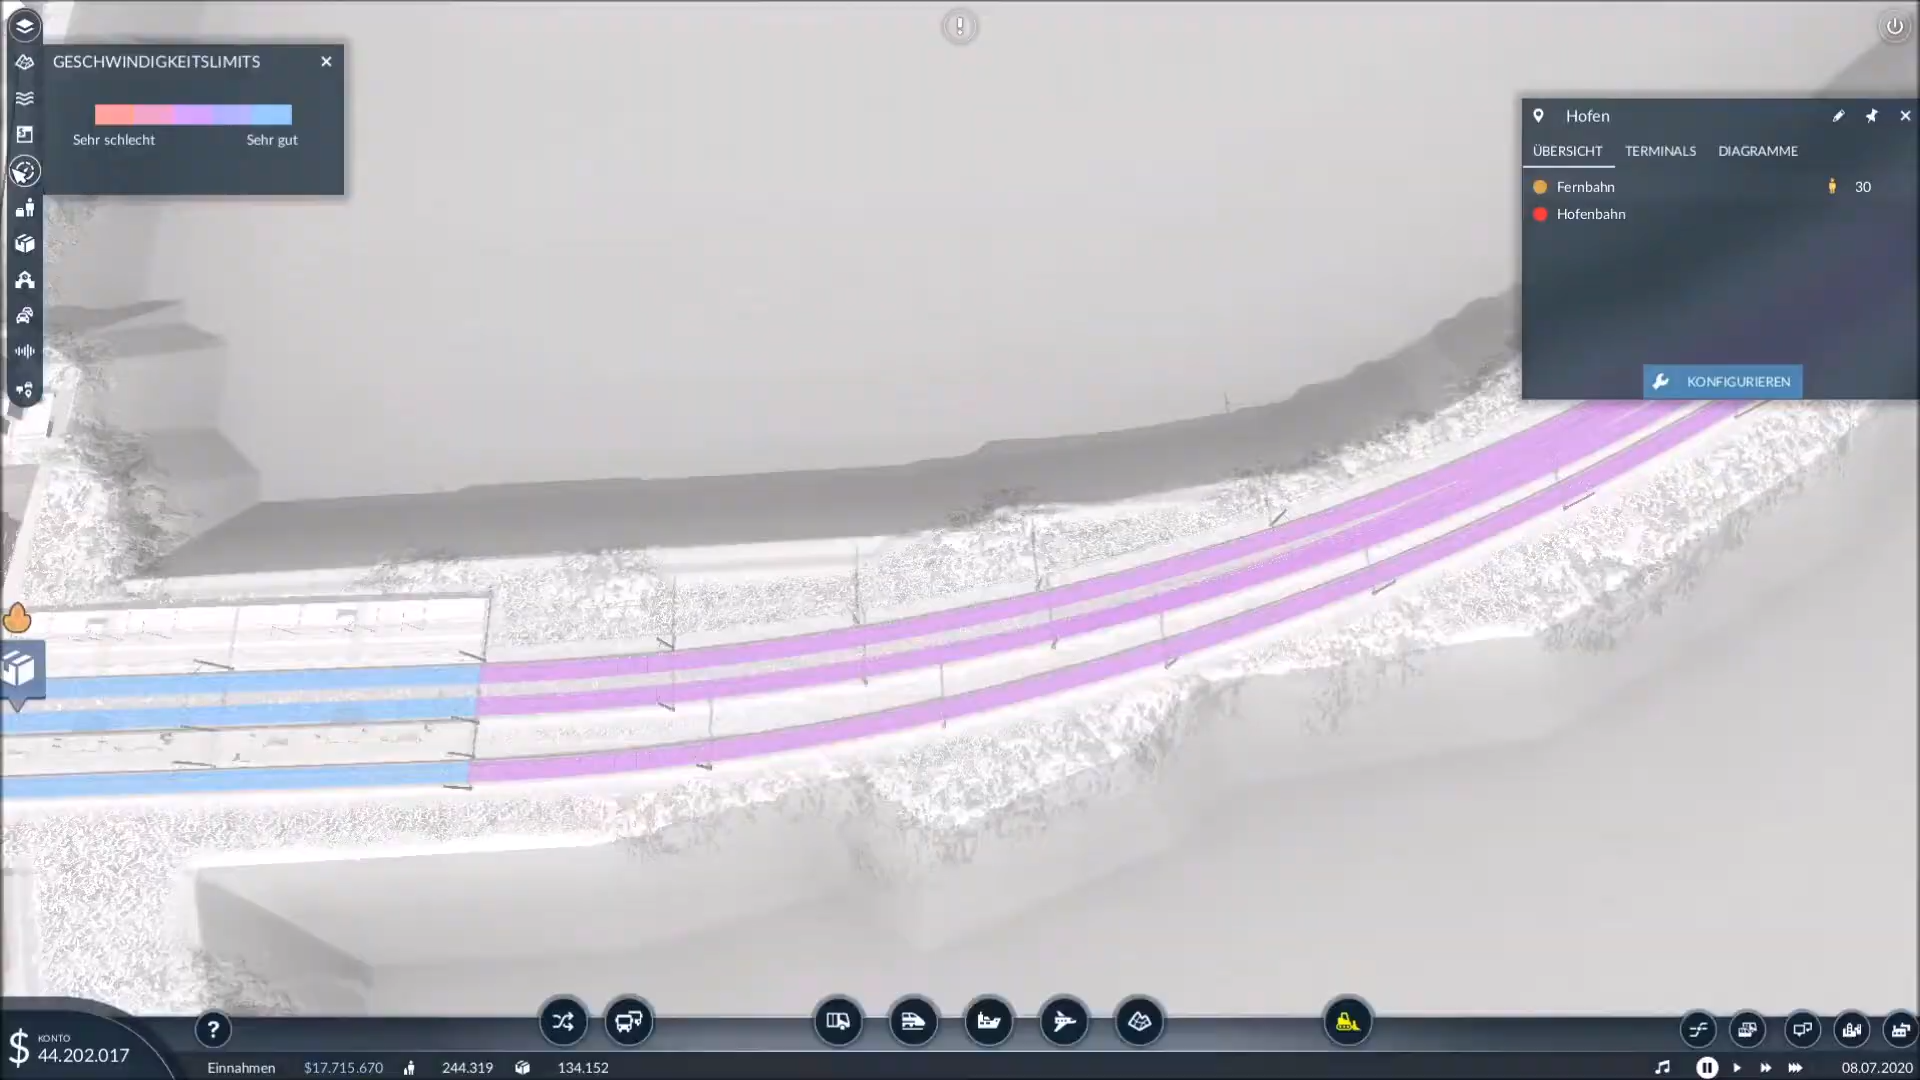 GESCHWINDIGKEITSLIMITS
Sehr schlecht
Sehr gut
Hofen
ÜBERSICHT
TERMINALS
DIAGRAMME
Fernbahn
30
Hofenbahn
KONFIGURIEREN
KONTO
44.202.017
Einnahmen
$17.715.670
244.319
134.152
08.07.2020